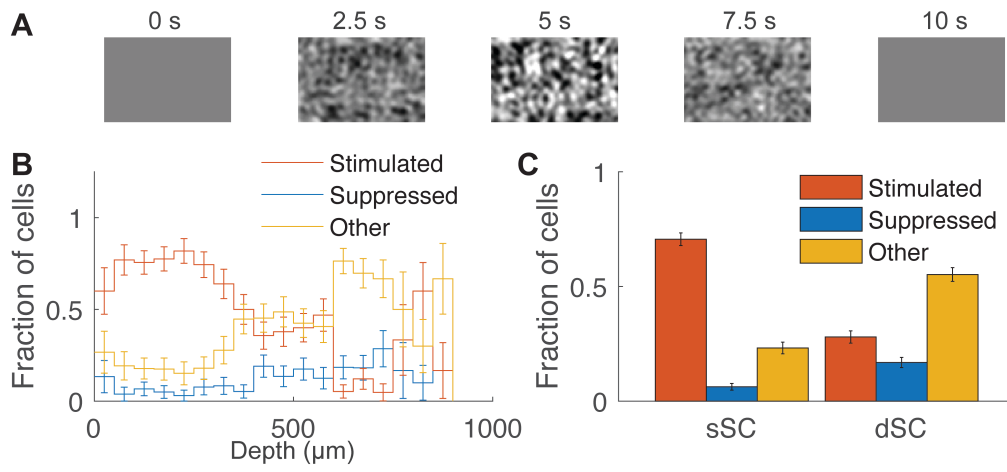 A
0 s 2.5 s 5 s 7.5 s 10 s
B
Stimulated
Suppressed
Other
Fraction of cells
1
0.5
0
0 500 1000
Depth (μm)
C
Stimulated
Suppressed
Other
Fraction of cells
1
0.5
0
sSC dSC